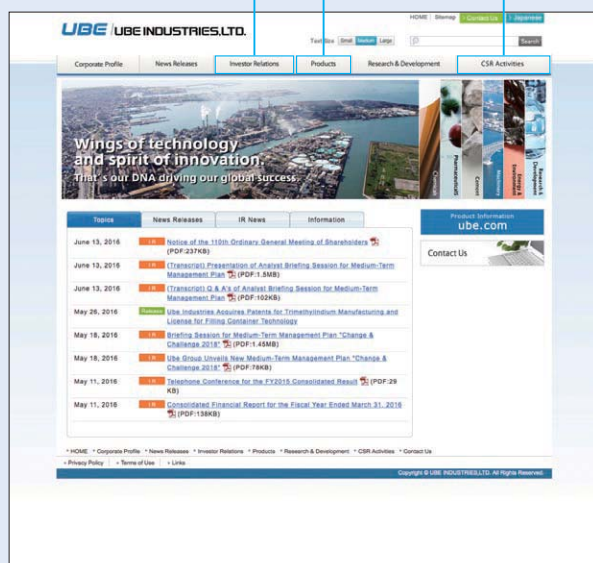 HOME Sitemap Contact Us Japanese
UBE UBE INDUSTRIES,LTD.
Text Size Small Medium Large Search
Corporate Profile News Releases Investor Relations Products Research & Development CSR Activities
Wings of technology
and spirit of innovation.
That's our DNA driving our global success.
Chemicals
Pharmaceuticals
Cement
Machinery
Energy & Environment
Research & Development
Topics News Releases IR News Information
Product Information
ube.com
Contact Us
June 13, 2016 IR Notice of the 110th Ordinary General Meeting of Shareholders
(PDF:237KB)
June 13, 2016 IR (Transcript) Presentation of Analyst Briefing Session for Medium-Term
Management Plan (PDF:1.5MB)
June 13, 2016 IR (Transcript) Q & A's of Analyst Briefing Session for Medium-Term
Management Plan (PDF:102KB)
May 26, 2016 Release Ube Industries Acquires Patents for Trimethylindium Manufacturing and
License for Filling Container Technology
May 18, 2016 IR Briefing Session for Medium-Term Management Plan "Change &
Challenge 2018" (PDF:1.45MB)
May 18, 2016 IR Ube Group Unveils New Medium-Term Management Plan "Change &
Challenge 2018" (PDF:78KB)
May 11, 2016 IR Telephone Conference for the FY2015 Consolidated Result (PDF:29
KB)
May 11, 2016 IR Consolidated Financial Report for the Fiscal Year Ended March 31, 2016
(PDF:138KB)
HOME Corporate Profile News Releases Investor Relations Products Research & Development CSR Activities Contact Us
Privacy Policy Terms of Use Links
Copyright © UBE INDUSTRIES,LTD. All Rights Reserved.